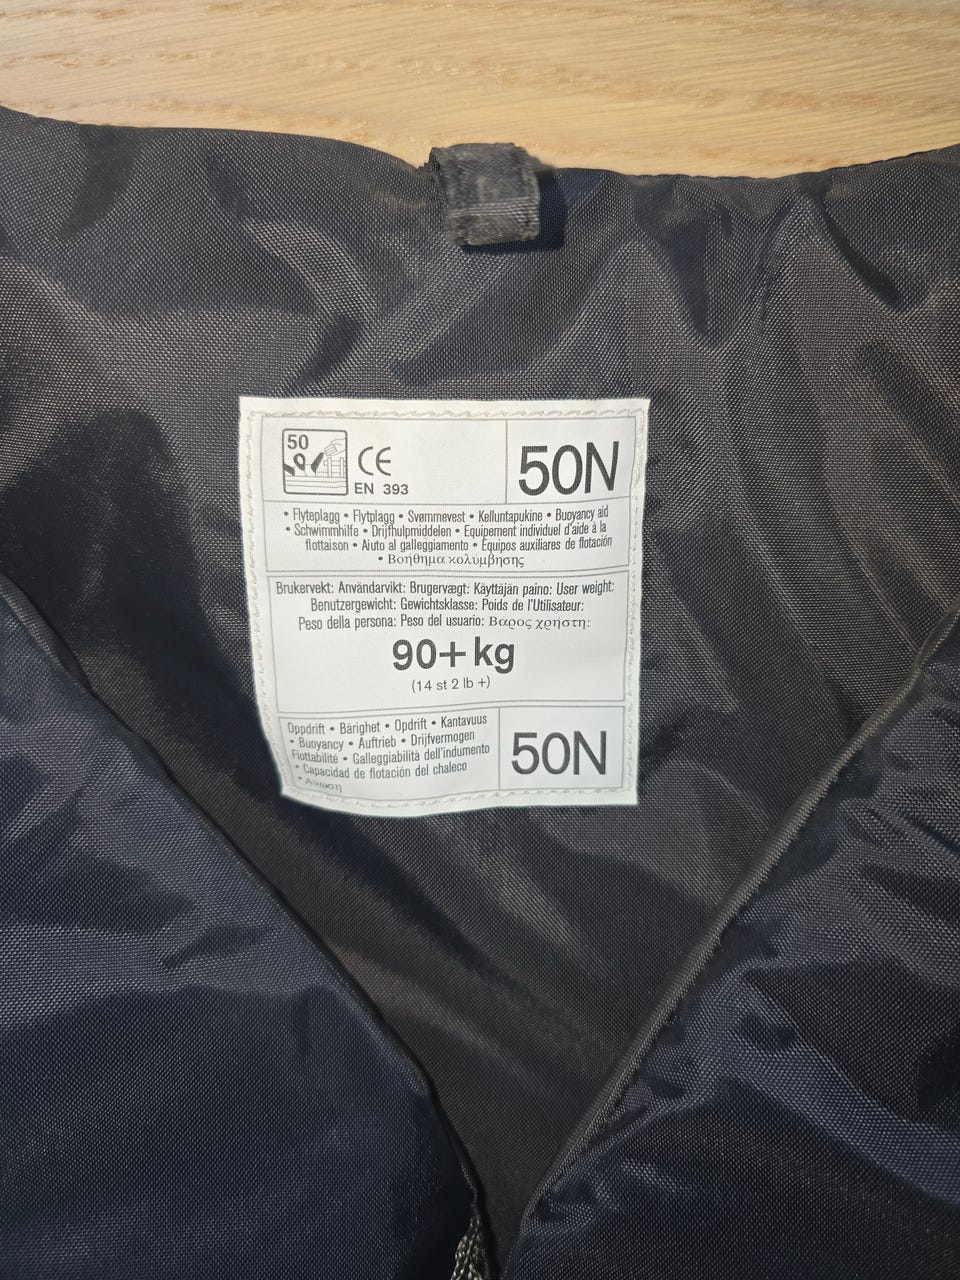 50
CE
EN 393
50N
• Flyteplagg • Flytplagg • Svømmevest • Kelluntapukine • Buoyancy aid
• Schwimmhilfe • Drijfhulpmiddelen • Equipement individuel d'aide à la
flottaison • Aiuto al galleggiamento • Equipos auxiliares de flotación
• Βοήθημα κολύμβησης
Brukervekt: Användarvikt: Brugervægt: Käyttäjän paino: User weight:
Benutzergewicht: Gewichtsklasse: Poids de l'Utilisateur:
Peso della persona: Peso del usuario: Βαρος χρήστη:
90+kg
(14 st 2 lb +)
Oppdrift • Bärighet • Opdrift • Kantavuus
• Buoyancy • Auftrieb • Drijfvermogen
Flottabilité • Galleggiabilità dell'indumento
• Capacidad de flotación del chaleco
• Ανωση
50N